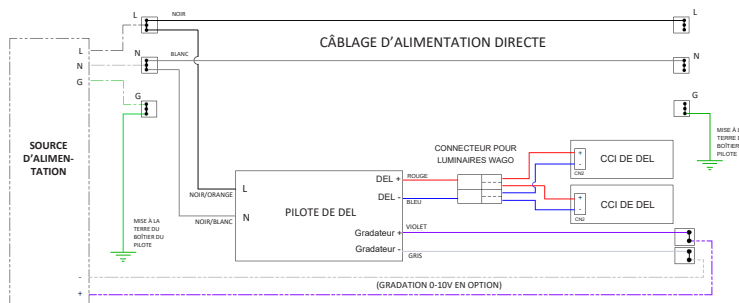 L
NOIR
L
CÂBLAGE D'ALIMENTATION DIRECTE
L
N
BLANC
N
N
G
G
G
SOURCE
D'ALIMEN-
TATION
MISE À LA
TERRE D
BOÎTIER
PILOTE
CONNECTEUR POUR
LUMINAIRES WAGO
+
-
CN2
CCI DE DEL
+
-
CN2
CCI DE DEL
DEL +
ROUGE
DEL -
BLEU
L
NOIR/ORANGE
N
NOIR/BLANC
PILOTE DE DEL
MISE À LA
TERRE DU
BOÎTIER DU
PILOTE
Gradateur +
VIOLET
Gradateur -
GRIS
-
(GRADATION 0-10V EN OPTION)
+